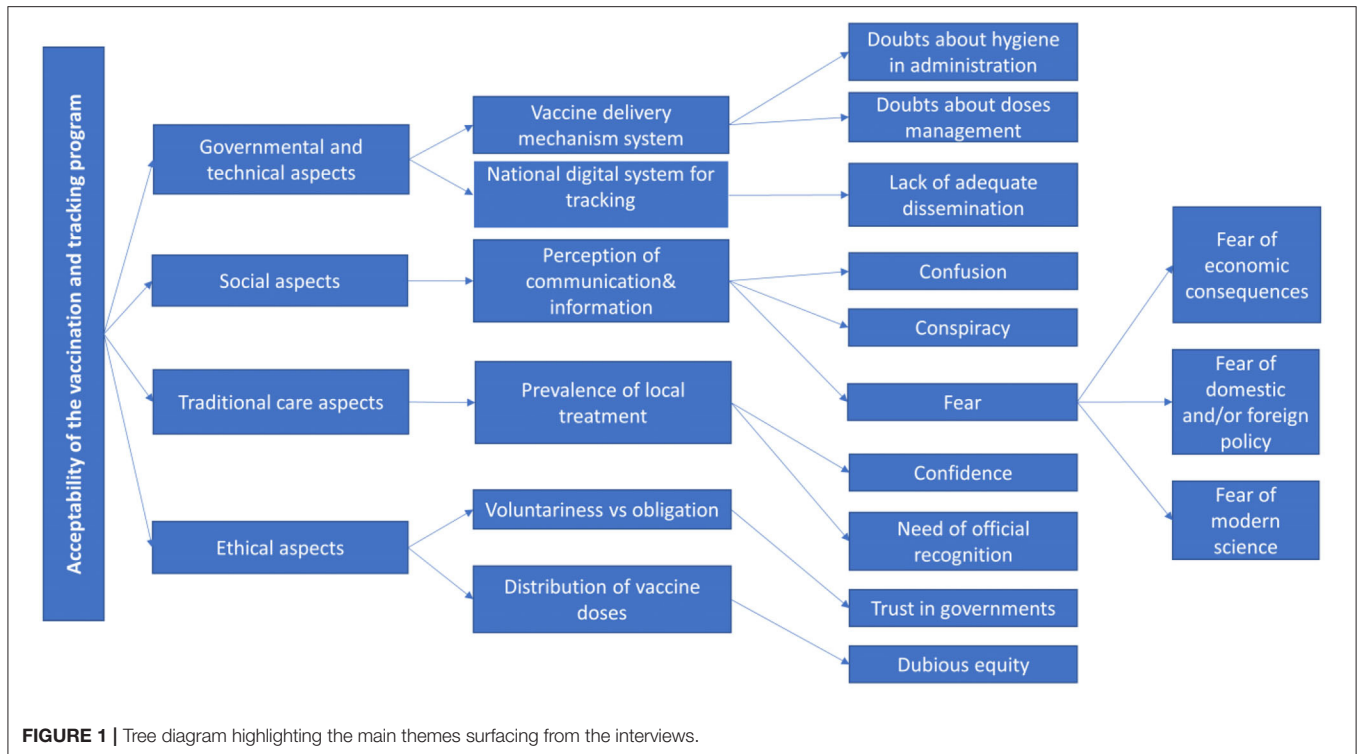 Acceptability of the vaccination and tracking program
Governmental and
technical aspects
Social aspects
Traditional care aspects
Ethical aspects
Vaccine delivery
mechanism system
National digital system for
tracking
Perception of
communication&
information
Prevalence of local
treatment
Voluntariness vs obligation
Distribution of vaccine
doses
Doubts about hygiene
in administration
Doubts about doses
management
Lack of adequate
dissemination
Confusion
Conspiracy
Fear
Confidence
Need of official
recognition
Trust in governments
Dubious equity
Fear of
economic
consequences
Fear of
domestic
and/or foreign
policy
Fear of
modern
science
FIGURE 1 | Tree diagram highlighting the main themes surfacing from the interviews.